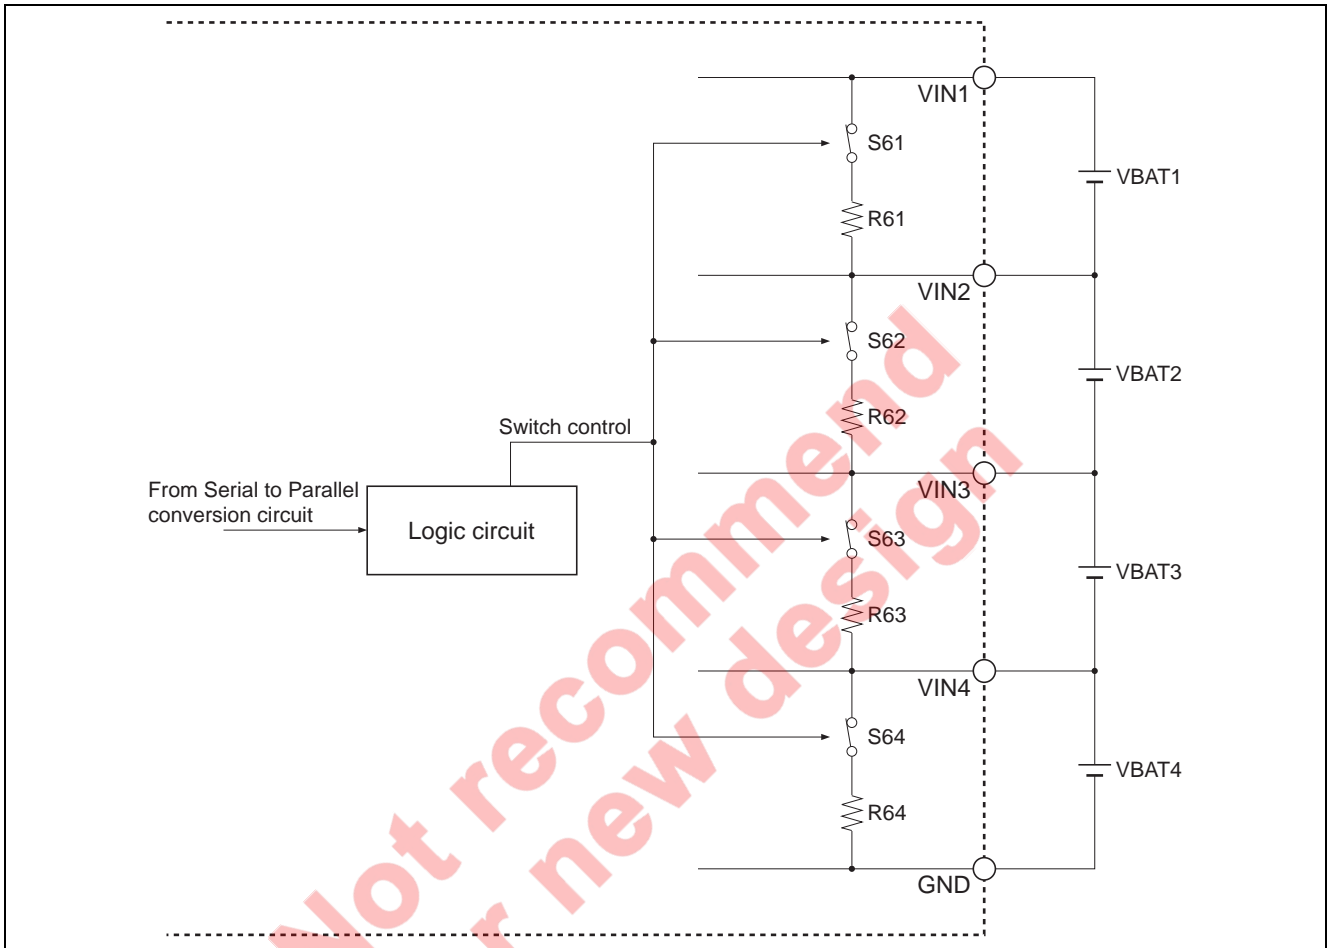 VIN1
S61
VBAT1
R61
VIN2
S62
VBAT2
R62
Switch control
VIN3
From Serial to Parallel
conversion circuit
Logic circuit
S63
VBAT3
R63
VIN4
S64
VBAT4
R64
GND
Not recommend
r new design